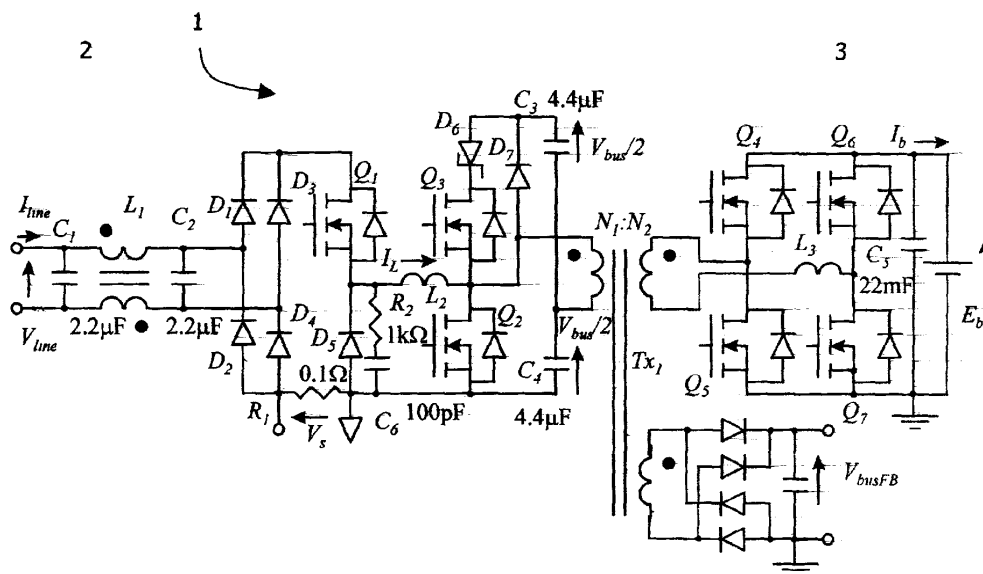 1
2
3
C3 4.4μF
D6
D7
Vbus/2
Q4
Q6
Ib
Iline
L1
C2
D1
D3
Q1
Q3
C1
N1:N2
IL
L3
C5
22mF
R2
L2
Q2
Vbus/2
Eb
Vline
2.2μF
2.2μF
D4
D5
1kΩ
C4
Tx1
D2
0.1Ω
Q5
R1
Vs
C6
100pF
4.4μF
Q7
VbusFB